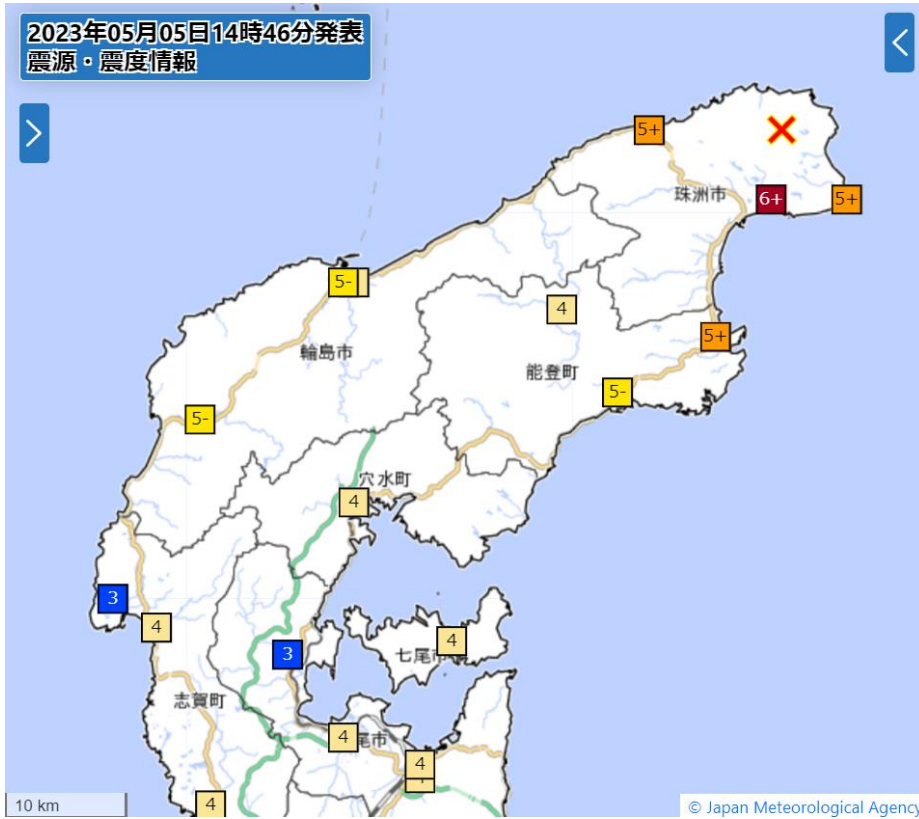 2023年05月05日14時46分発表
震源・震度情報
5+
珠洲市
6+
5+
5-
4
輪島市
5+
能登町
5-
5-
穴水町
4
3
4
4
3
七尾市
志賀町
4
尾市
4
4
10 km
© Japan Meteorological Agency